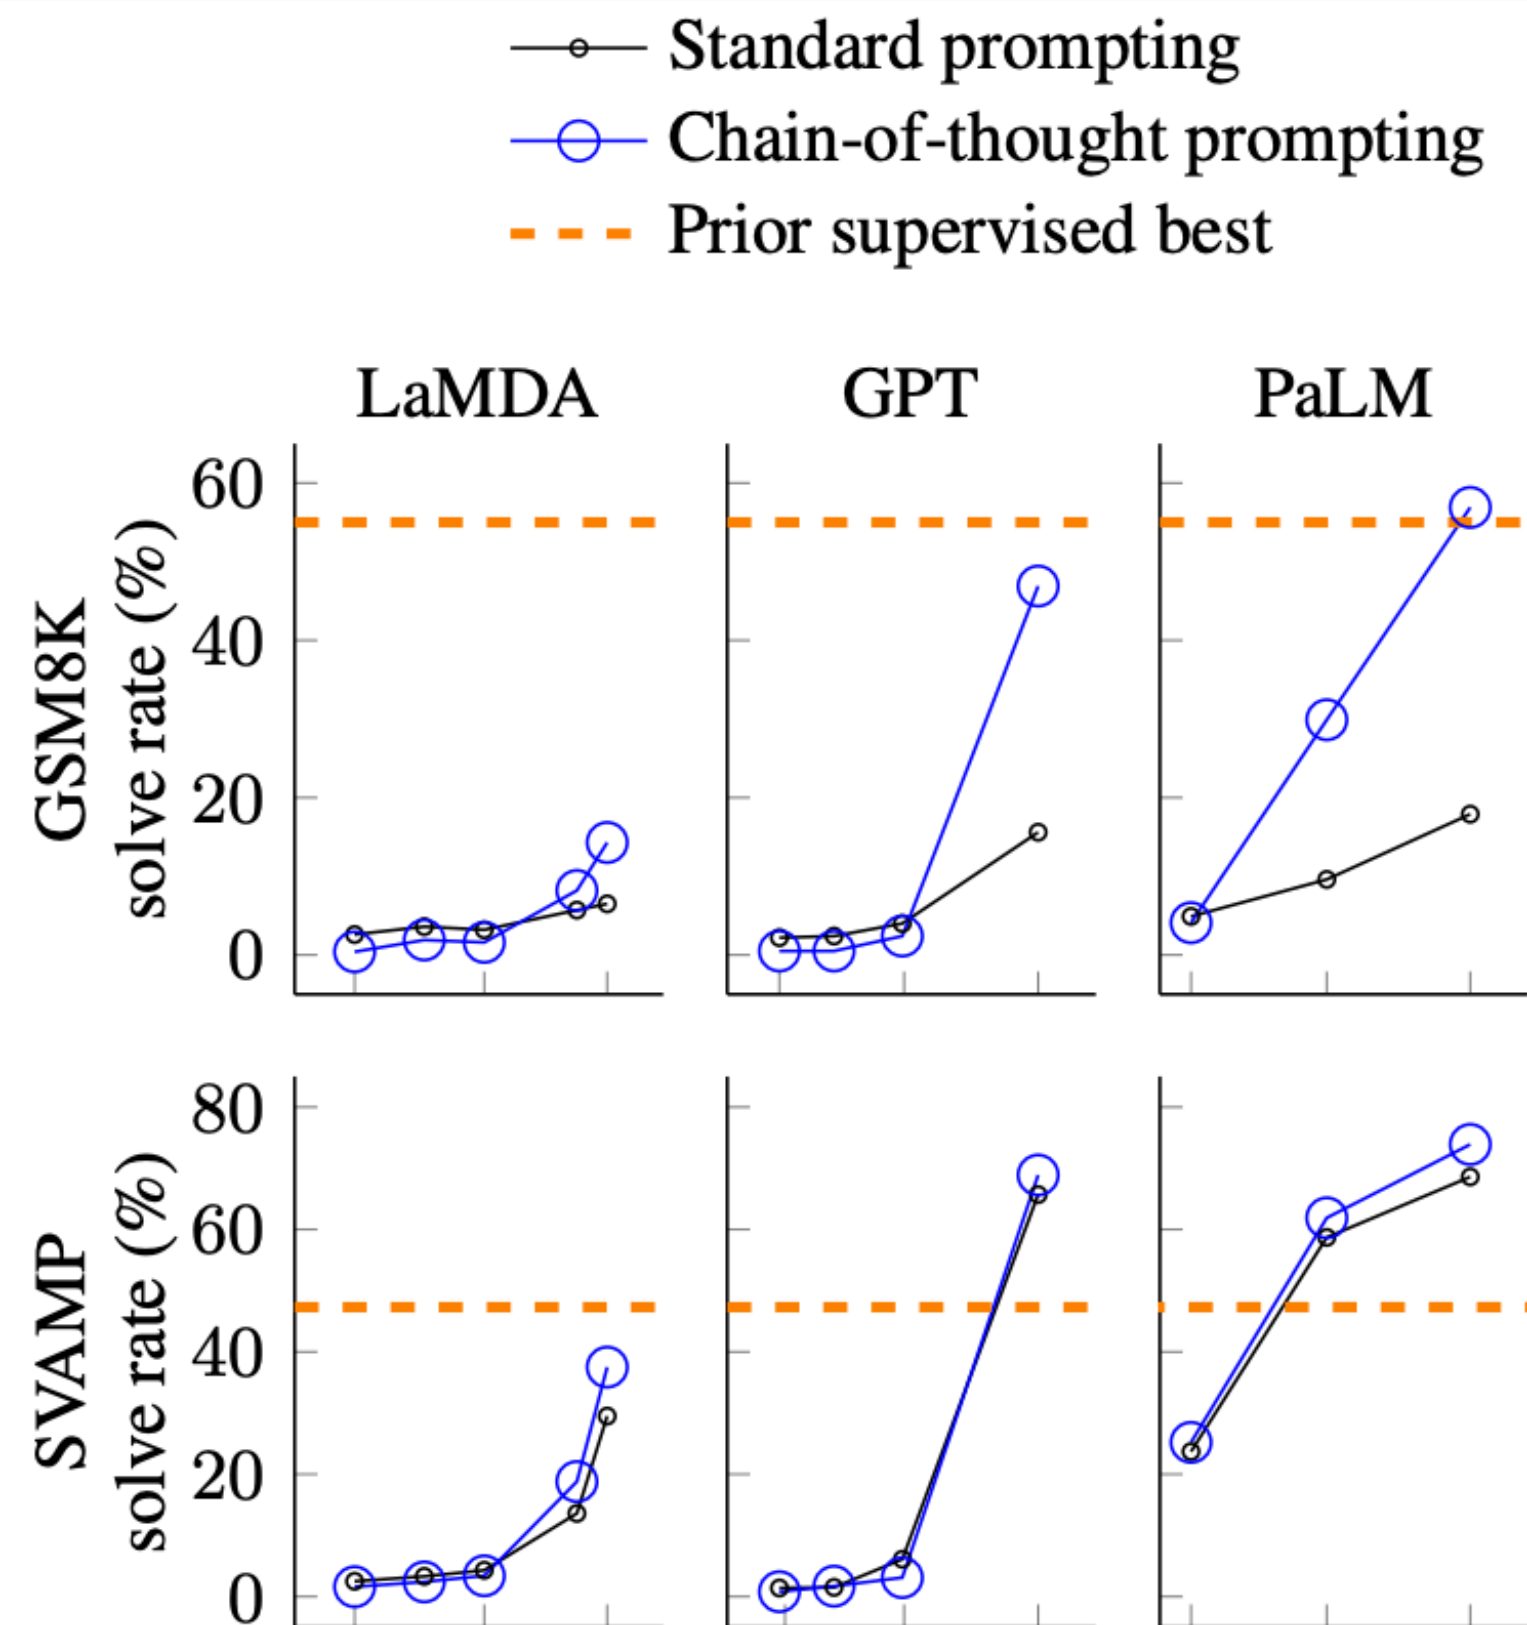 Standard prompting
Chain-of-thought prompting
Prior supervised best
LaMDA
GPT
PaLM
GSM8K
solve rate (%)
60
40
20
0
SVAMP
solve rate (%)
80
60
40
20
0